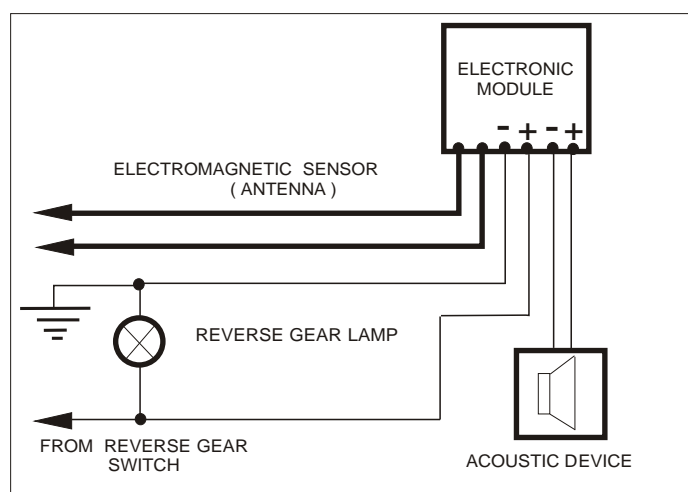 ELECTRONIC
MODULE
- + - +
ELECTROMAGNETIC SENSOR
( ANTENNA )
REVERSE GEAR LAMP
FROM REVERSE GEAR
SWITCH
ACOUSTIC DEVICE